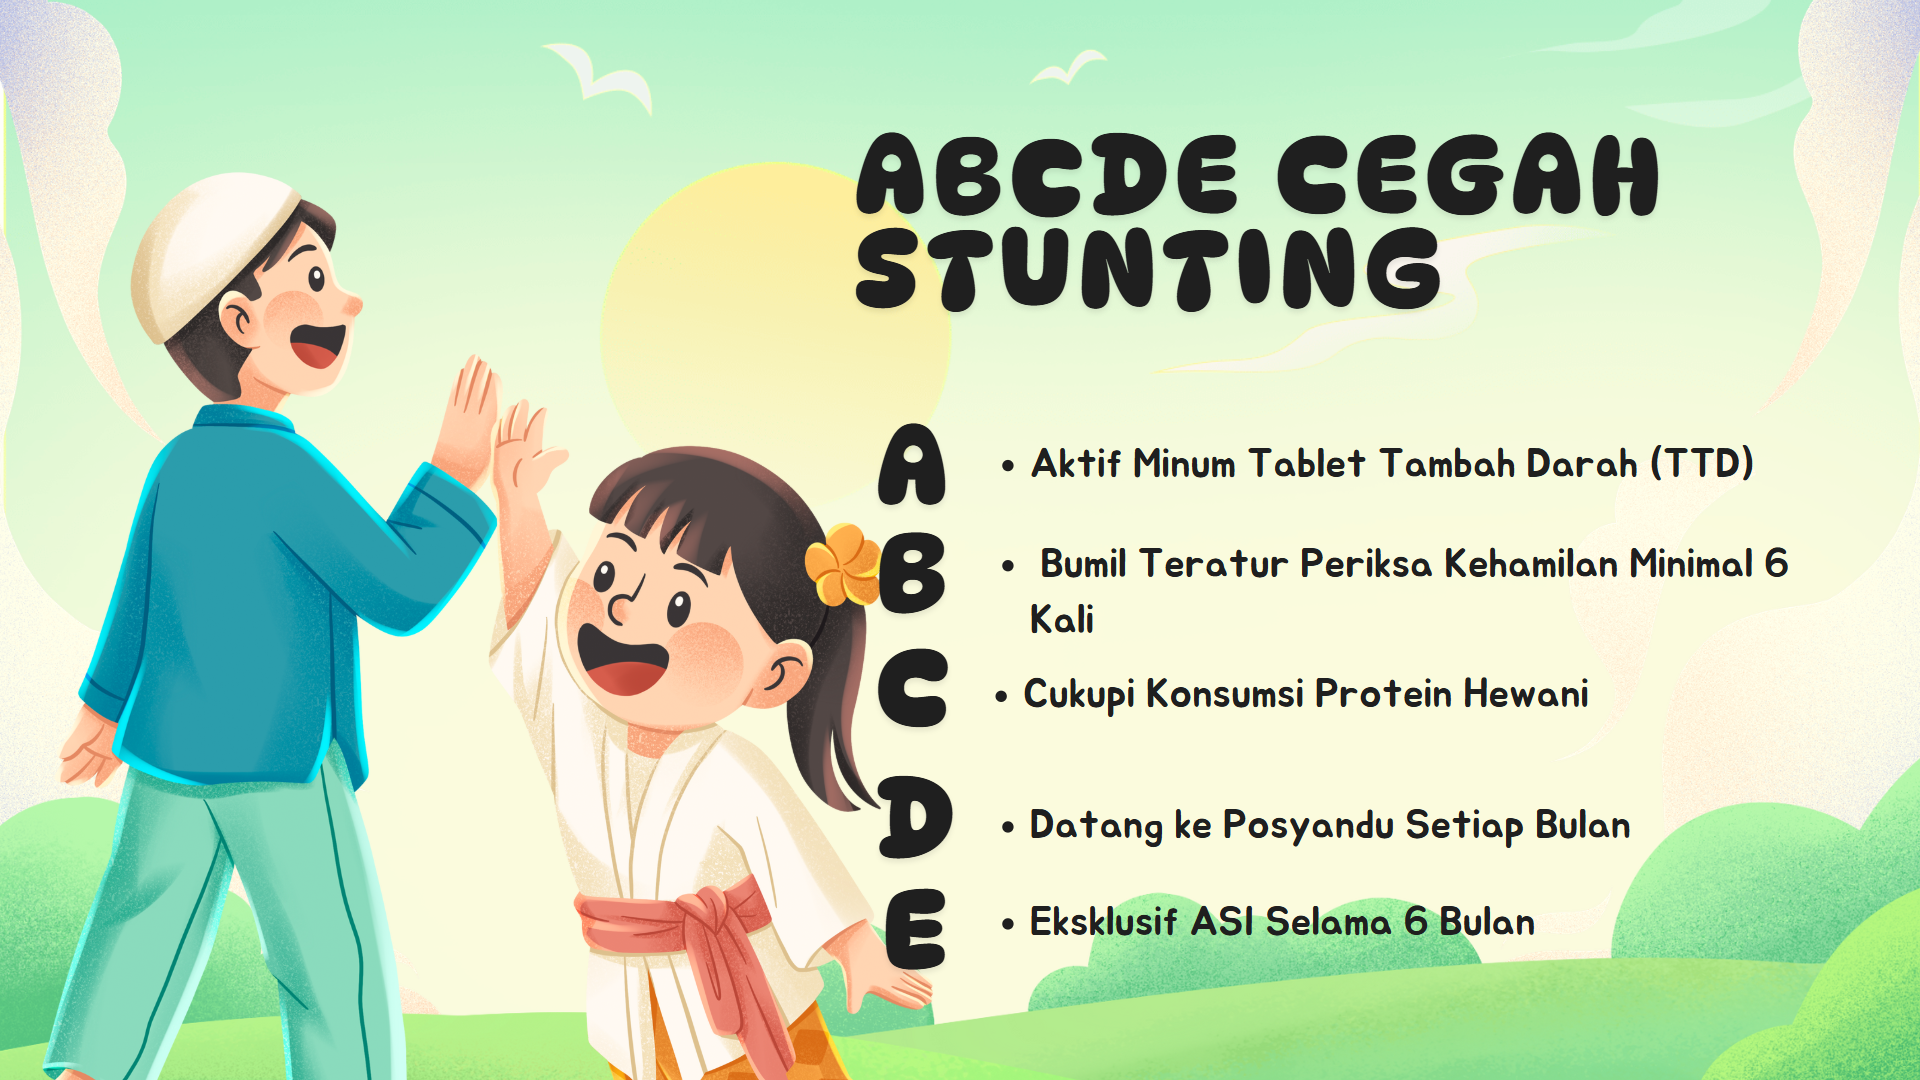 ABCDE CEGAH
STUNTING
A
• Aktif Minum Tablet Tambah Darah (TTD)
B
• Bumil Teratur Periksa Kehamilan Minimal 6
Kali
C
• Cukupi Konsumsi Protein Hewani
D
• Datang ke Posyandu Setiap Bulan
E
• Eksklusif ASI Selama 6 Bulan